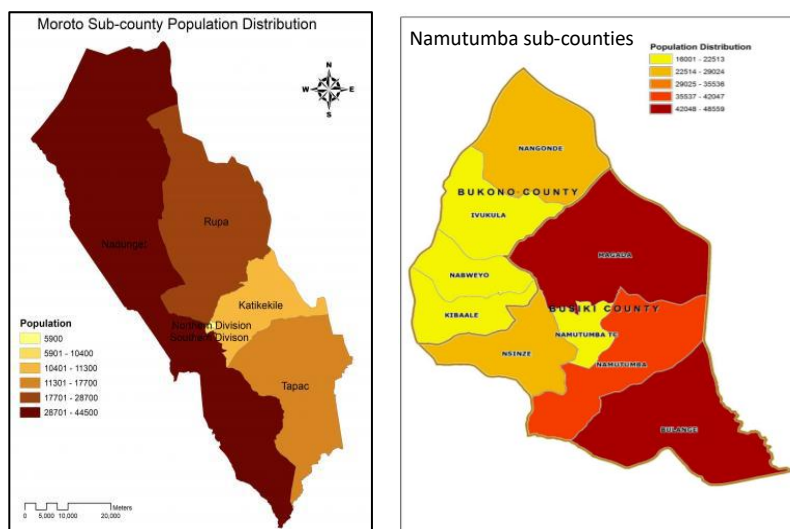 Moroto Sub-county Population Distribution
N
W E
S
Rupa
Nadunget
Katikekile
Northern Division
Southern Divison
Tapac
Population
5900
5901 - 10400
10401 - 11300
11301 - 17700
17701 - 28700
28701 - 44500
Meters
0 5,000 10,000 20,000
Namutumba sub-counties
Population Distribution
16001 - 22513
22514 - 29024
29025 - 35536
35537 - 42047
42048 - 48559
NANGONDE
BUKONO COUNTY
IVUKULA
MAGADA
NABWEYO
KIBAALE
BUSIKI COUNTY
NAMUTUMBA TC
NSINZE
NAMUTUMBA
BULANGE